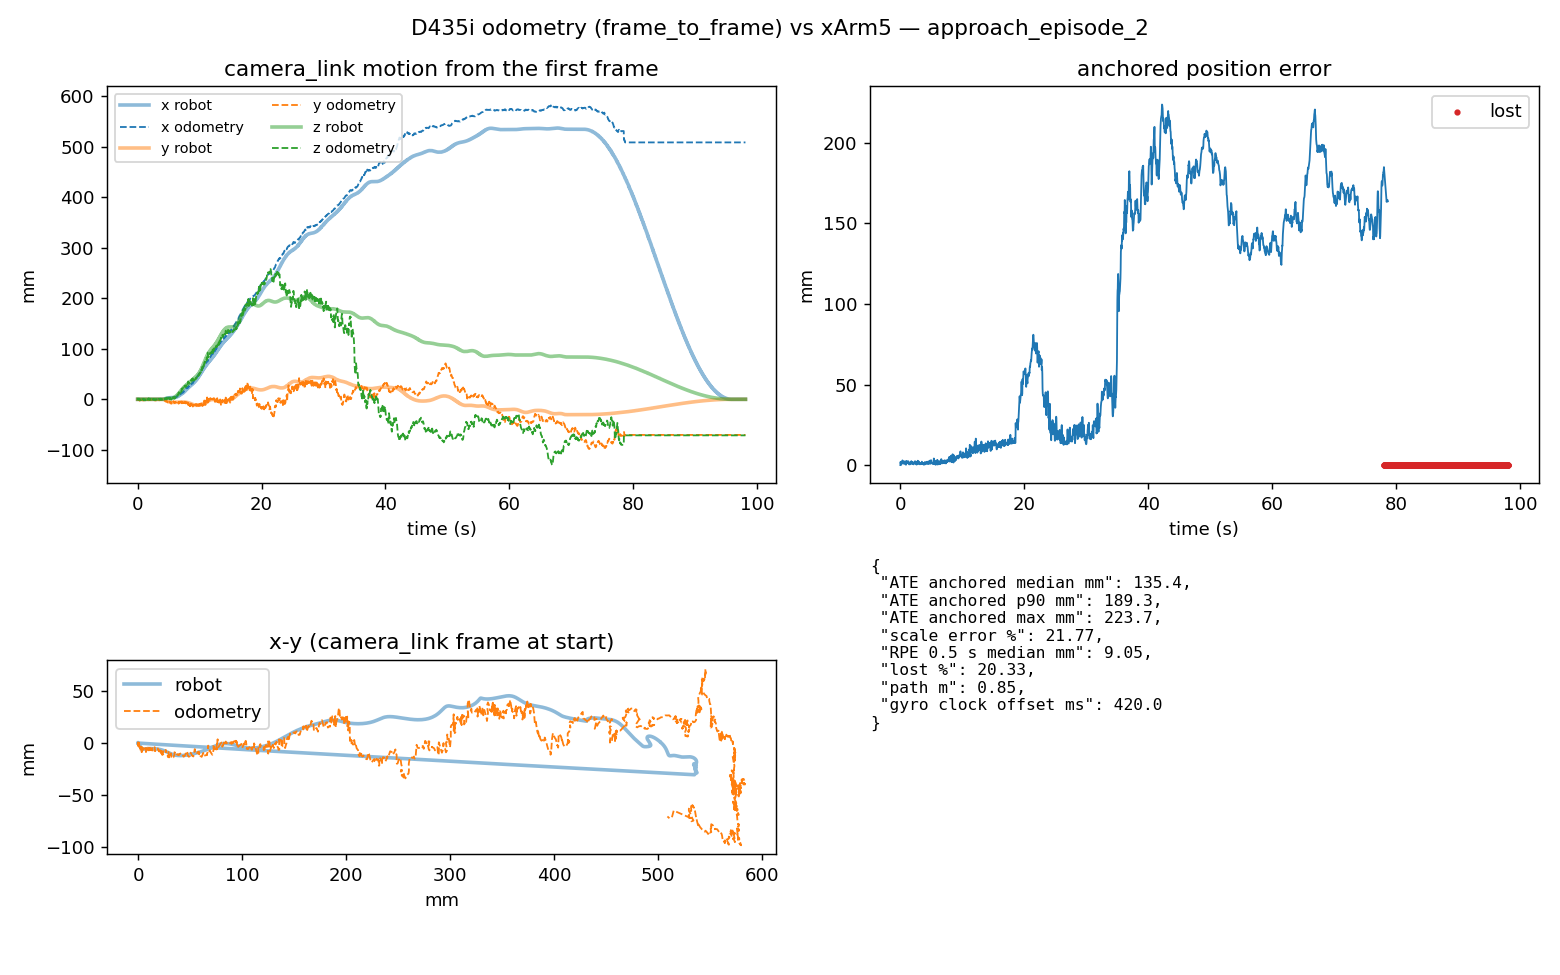 D435i odometry (frame_to_frame) vs xArm5 — approach_episode_2
camera_link motion from the first frame
x robot
x odometry
y robot
y odometry
z robot
z odometry
600
500
400
300
200
100
0
−100
mm
0 20 40 60 80 100
time (s)
anchored position error
lost
200
150
100
50
0
mm
0 20 40 60 80 100
time (s)
x-y (camera_link frame at start)
robot
odometry
50
0
−50
−100
mm
0 100 200 300 400 500 600
mm
{
"ATE anchored median mm": 135.4,
"ATE anchored p90 mm": 189.3,
"ATE anchored max mm": 223.7,
"scale error %": 21.77,
"RPE 0.5 s median mm": 9.05,
"lost %": 20.33,
"path m": 0.85,
"gyro clock offset ms": 420.0
}